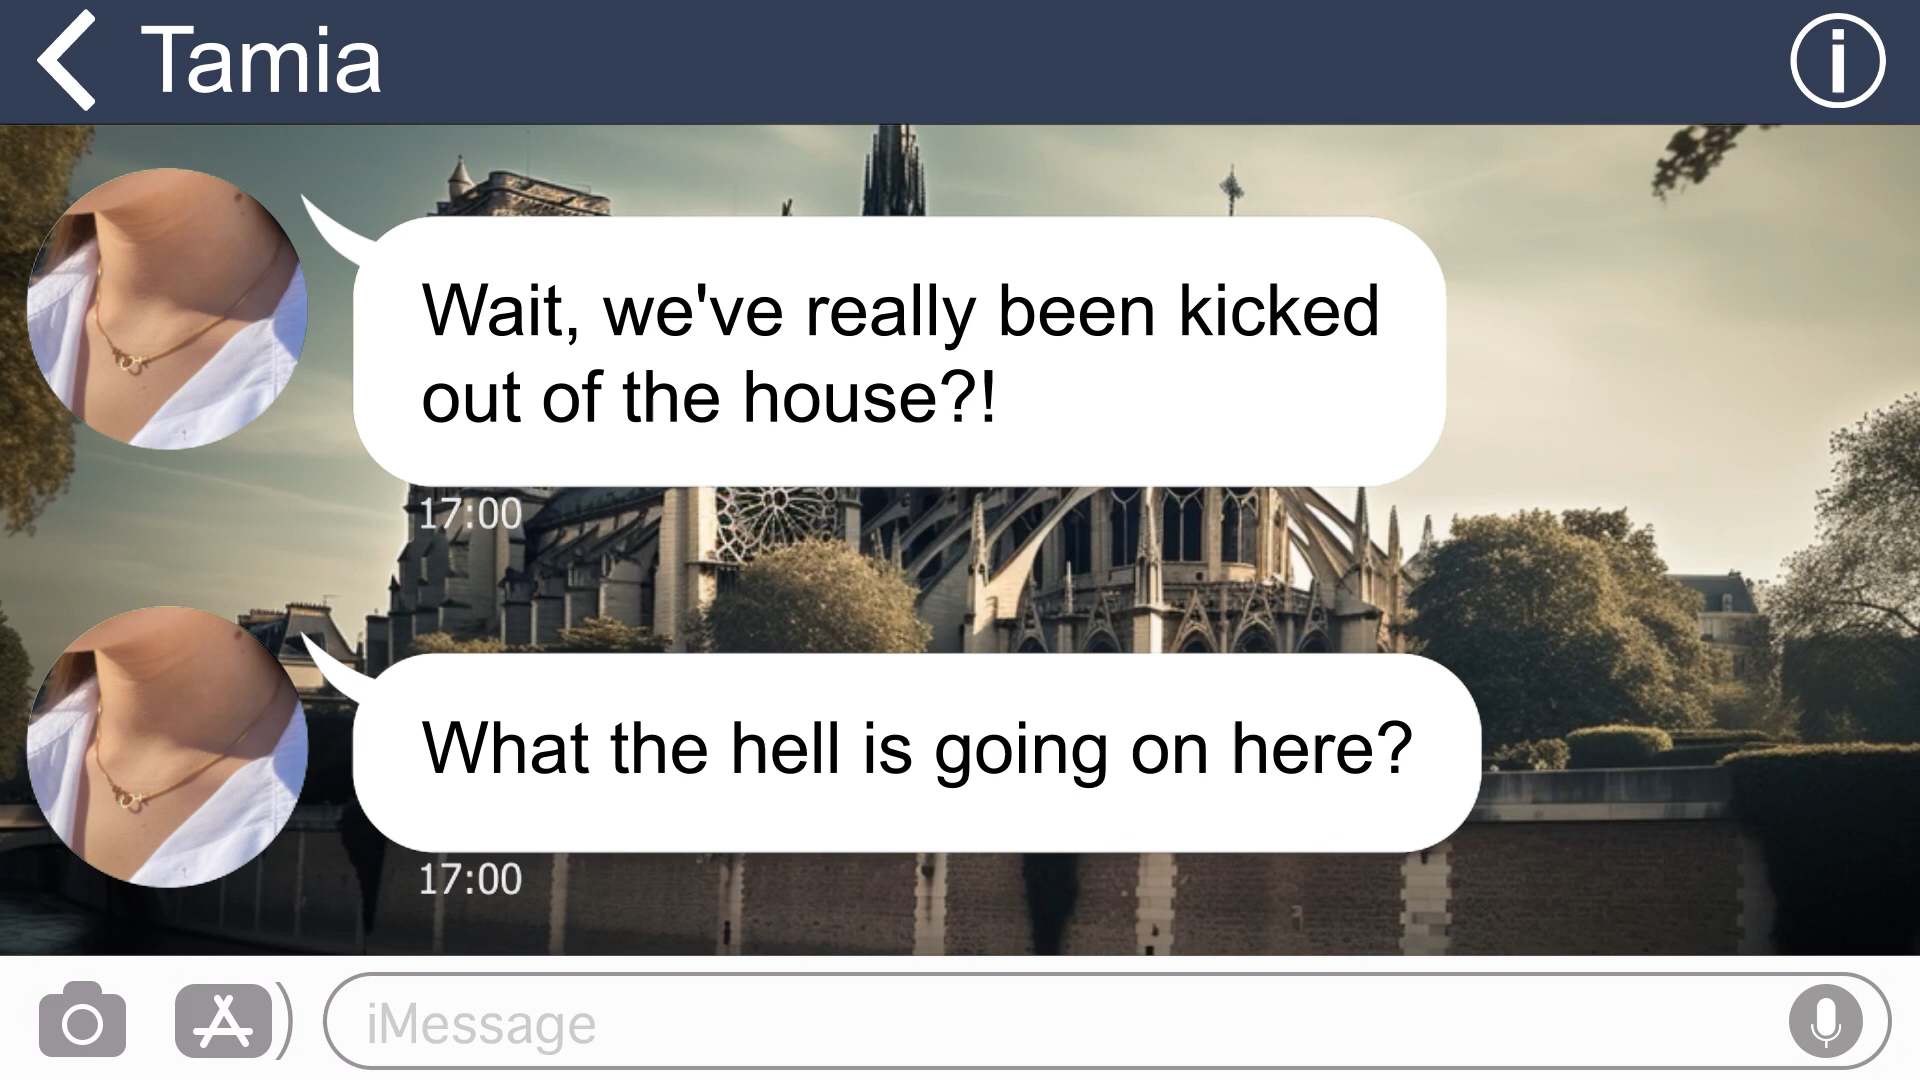 Tamia
Wait, we've really been kicked
out of the house?!
17:00
What the hell is going on here?
17:00
iMessage